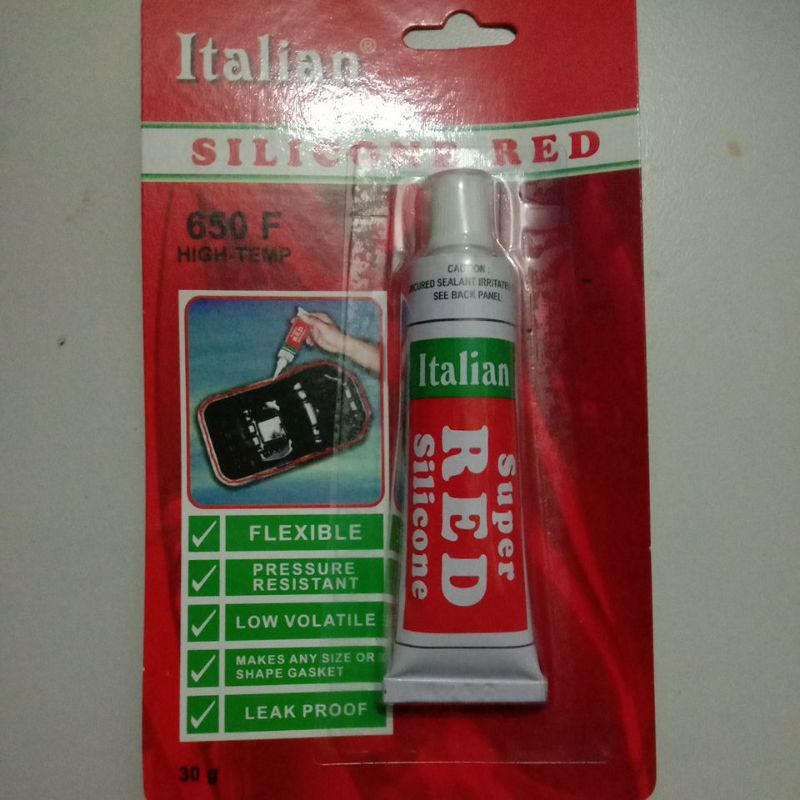 Italian®
SILICONE RED
650 F
HIGH-TEMP
CAUTION:
UNCURED SEALANT IRRITATES
SEE BACK PANEL
Italian
Super
RED
Silicone
RED
FLEXIBLE
PRESSURE
RESISTANT
LOW VOLATILE
MAKES ANY SIZE OR
SHAPE GASKET
LEAK PROOF
30 g